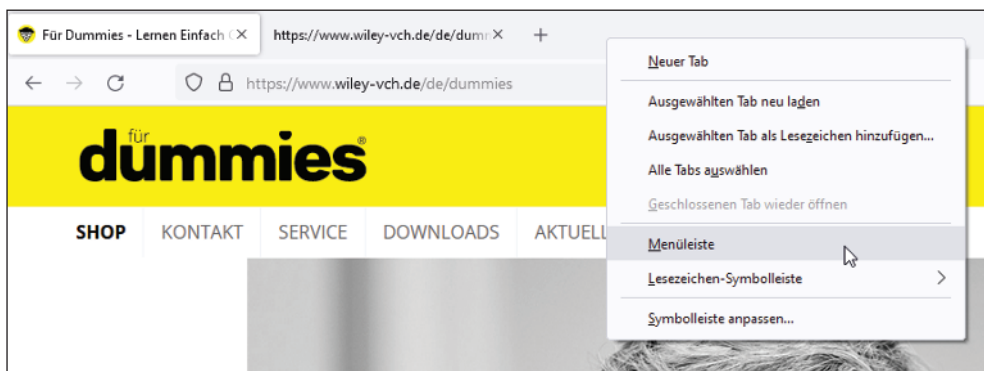 Für Dummies - Lernen Einfach
https://www.wiley-vch.de/de/dumm
https://www.wiley-vch.de/de/dummies
für
dummies®
SHOP KONTAKT SERVICE DOWNLOADS AKTUELL
Neuer Tab
Ausgewählten Tab neu laden
Ausgewählten Tab als Lesezeichen hinzufügen...
Alle Tabs auswählen
Geschlossenen Tab wieder öffnen
Menüleiste
Lesezeichen-Symbolleiste
Symbolleiste anpassen...